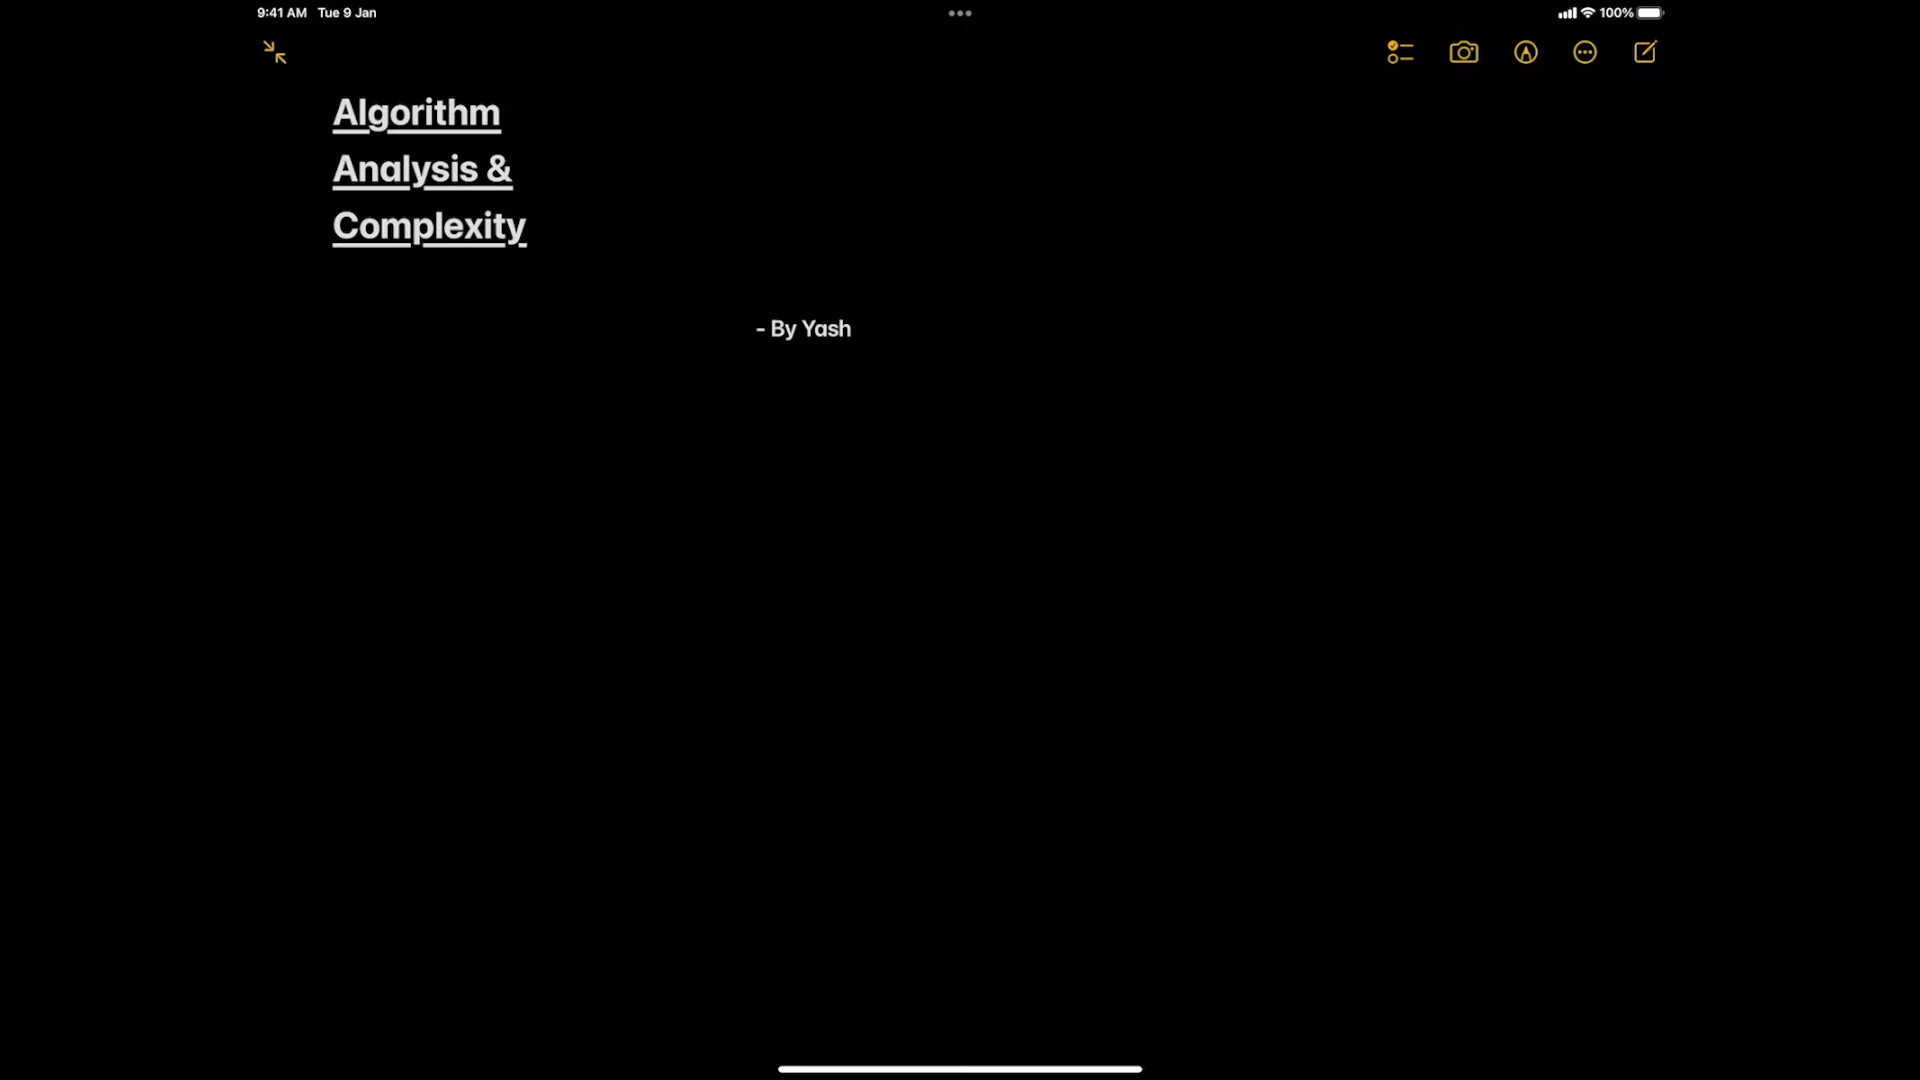 9:41 AM Tue 9 Jan
100%
Algorithm
Analysis &
Complexity
- By Yash